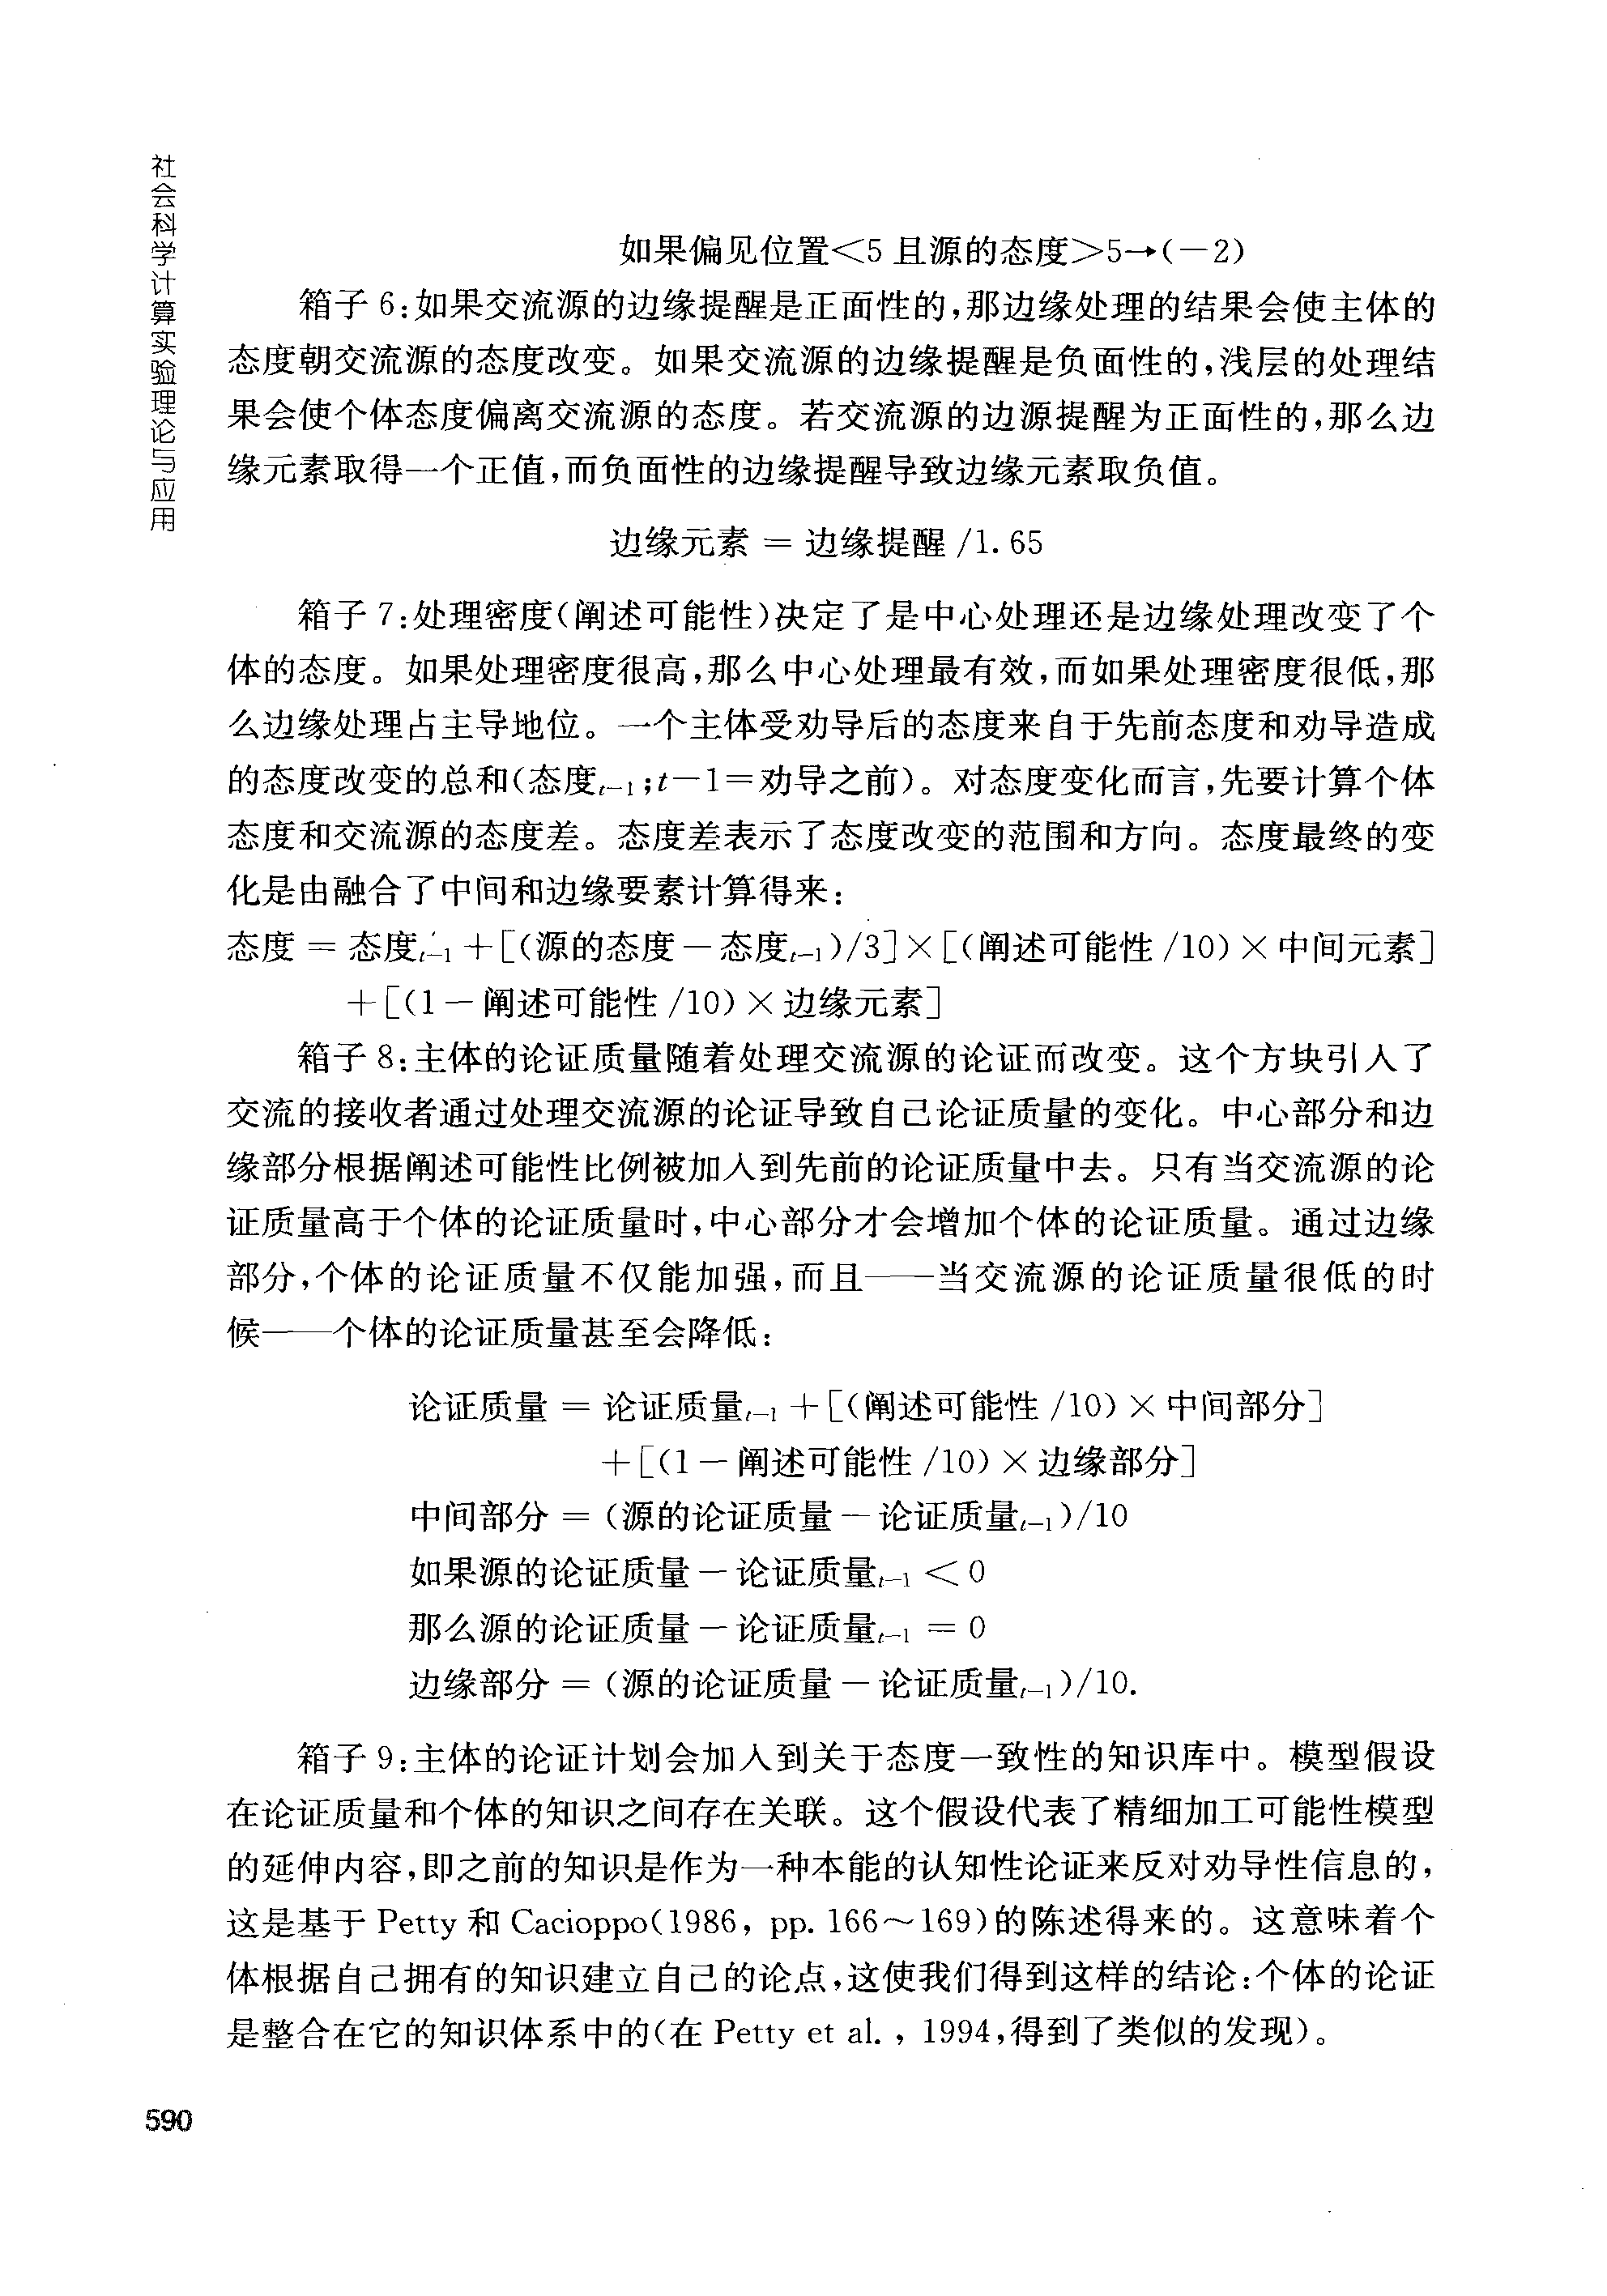 社会科学计算实验理论与应用
如果偏见位置<5 且源的态度>5→(-2)
箱子 6:如果交流源的边缘提醒是正面性的,那边缘处理的结果会使主体的
态度朝交流源的态度改变。如果交流源的边缘提醒是负面性的,浅层的处理结
果会使个体态度偏离交流源的态度。若交流源的边源提醒为正面性的,那么边
缘元素取得一个正值,而负面性的边缘提醒导致边缘元素取负值。
边缘元素 = 边缘提醒 /1.65
箱子 7:处理密度(阐述可能性)决定了是中心处理还是边缘处理改变了个
体的态度。如果处理密度很高,那么中心处理最有效,而如果处理密度很低,那
么边缘处理占主导地位。一个主体受劝导后的态度来自于先前态度和劝导造成
的态度改变的总和(态度t-1;t-1=劝导之前)。对态度变化而言,先要计算个体
态度和交流源的态度差。态度差表示了态度改变的范围和方向。态度最终的变
化是由融合了中间和边缘要素计算得来:
态度 = 态度t-1 +[(源的态度-态度t-1)/3]×[(阐述可能性 /10)×中间元素]
+[(1-阐述可能性 /10)×边缘元素]
箱子 8:主体的论证质量随着处理交流源的论证而改变。这个方块引入了
交流的接收者通过处理交流源的论证导致自己论证质量的变化。中心部分和边
缘部分根据阐述可能性比例被加入到先前的论证质量中去。只有当交流源的论
证质量高于个体的论证质量时,中心部分才会增加个体的论证质量。通过边缘
部分,个体的论证质量不仅能加强,而且——当交流源的论证质量很低的时
候——个体的论证质量甚至会降低:
论证质量 = 论证质量t-1 +[(阐述可能性 /10)×中间部分]
+[(1-阐述可能性 /10)×边缘部分]
中间部分 = (源的论证质量-论证质量t-1)/10
如果源的论证质量-论证质量t-1 < 0
那么源的论证质量-论证质量t-1 = 0
边缘部分 = (源的论证质量-论证质量t-1)/10.
箱子 9:主体的论证计划会加入到关于态度一致性的知识库中。模型假设
在论证质量和个体的知识之间存在关联。这个假设代表了精细加工可能性模型
的延伸内容,即之前的知识是作为一种本能的认知性论证来反对劝导性信息的,
这是基于 Petty 和 Cacioppo(1986, pp. 166~169)的陈述得来的。这意味着个
体根据自己拥有的知识建立自己的论点,这使我们得到这样的结论:个体的论证
是整合在它的知识体系中的(在 Petty et al., 1994,得到了类似的发现)。
590